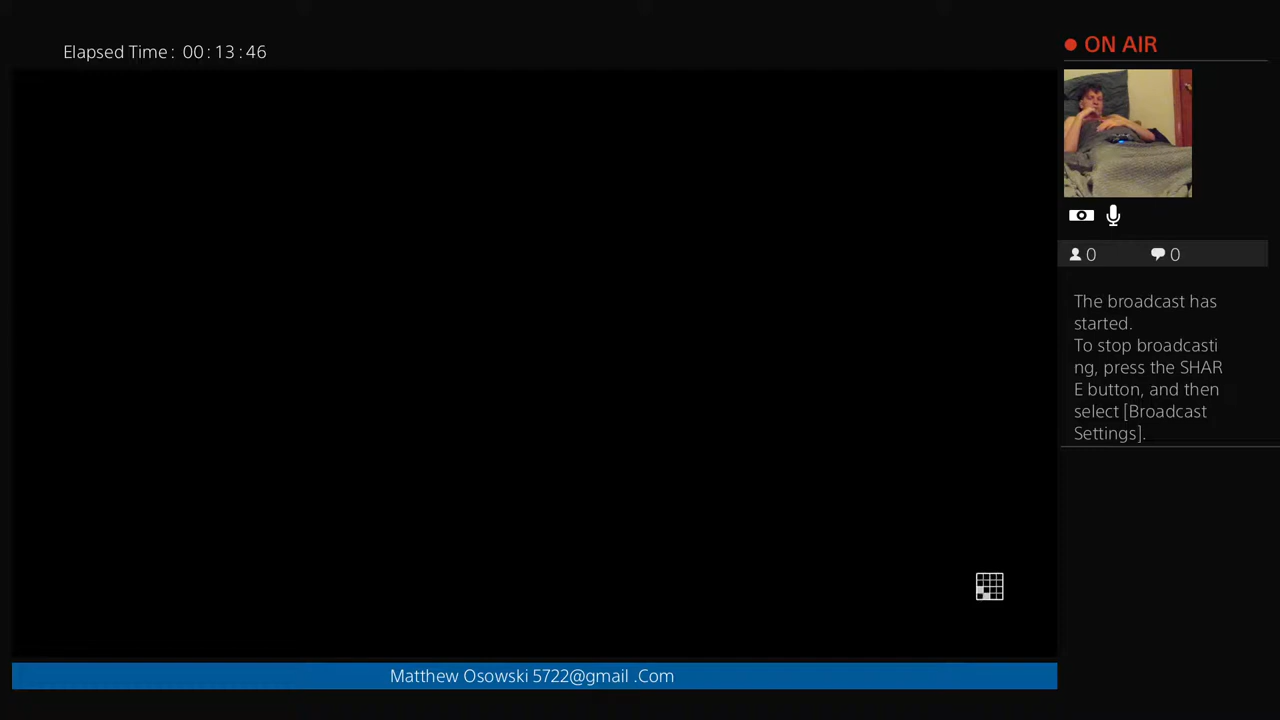 Elapsed Time: 00:13:46
ON AIR
0 0
The broadcast has
started.
To stop broadcasti
ng, press the SHAR
E button, and then
select [Broadcast
Settings].
Matthew Osowski 5722@gmail .Com